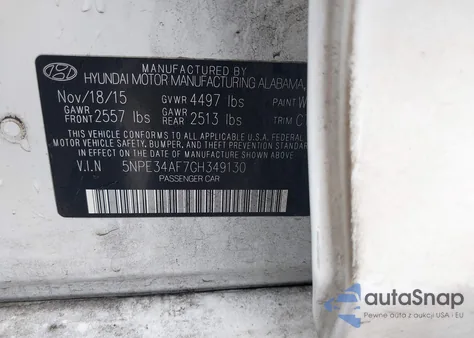 MANUFACTURED BY
HYUNDAI MOTOR MANUFACTURING ALABAMA,
Nov/18/15 GVWR 4497 lbs PAINT W
GAWR FRONT 2557 lbs GAWR REAR 2513 lbs TRIM C
THIS VEHICLE CONFORMS TO ALL APPLICABLE U.S.A. FEDERAL
MOTOR VEHICLE SAFETY, BUMPER, AND THEFT PREVENTION STANDARD
IN EFFECT ON THE DATE OF MANUFACTURE SHOWN ABOVE.
V.I.N 5NPE34AF7GH349130
PASSENGER CAR
autoSnap
Pewne auta z aukcji USA - EU